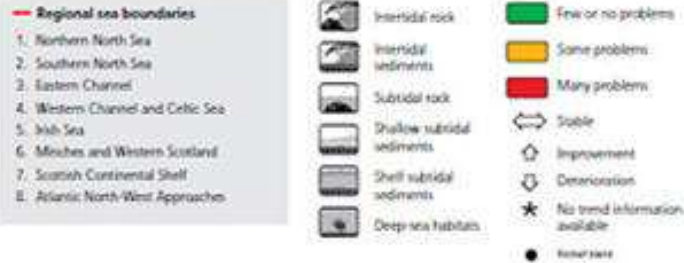 Regional sea boundaries
1. Northern North Sea
2. Southern North Sea
3. Eastern Channel
4. Western Channel and Celtic Sea
5. Irish Sea
6. Minches and Western Scotland
7. Scottish Continental Shelf
8. Atlantic North-West Approaches
Intertidal rock
Intertidal
sediments
Subtidal rock
Shallow subtidal
sediments
Shelf subtidal
sediments
Deep-sea habitats
Few or no problems
Some problems
Many problems
Stable
Improvement
Deterioration
No trend information
available